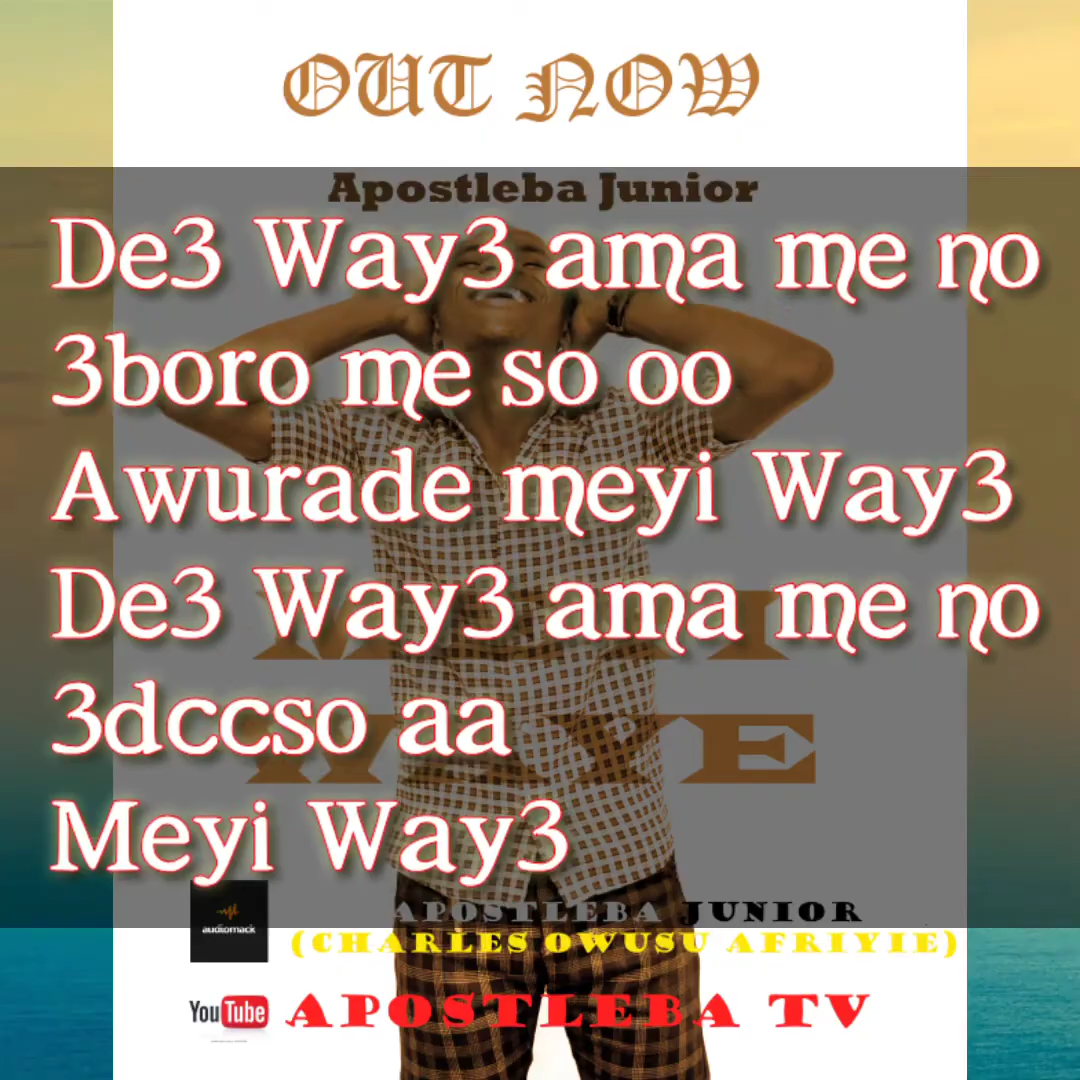 OUT NOW
Apostleba Junior
De3 Way3 ama me no
3boro me so oo
Awurade meyi Way3
De3 Way3 ama me no
3dccso aa
Meyi Way3
audiomack
APOSTLEBA JUNIOR
(CHARLES OWUSU AFRIYIE)
YouTube APOSTLEBA TV